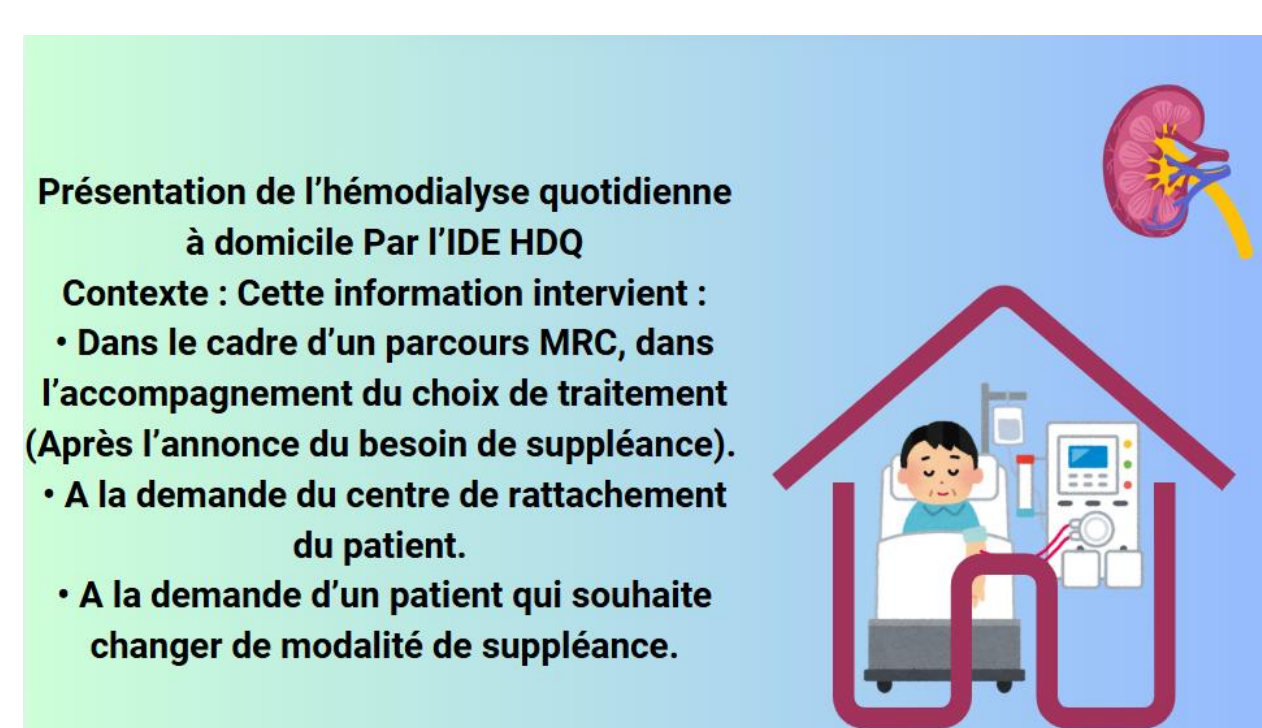 Présentation de l’hémodialyse quotidienne
à domicile Par l’IDE HDQ
Contexte : Cette information intervient :
• Dans le cadre d’un parcours MRC, dans
l’accompagnement du choix de traitement
(Après l’annonce du besoin de suppléance).
• A la demande du centre de rattachement
du patient.
• A la demande d’un patient qui souhaite
changer de modalité de suppléance.